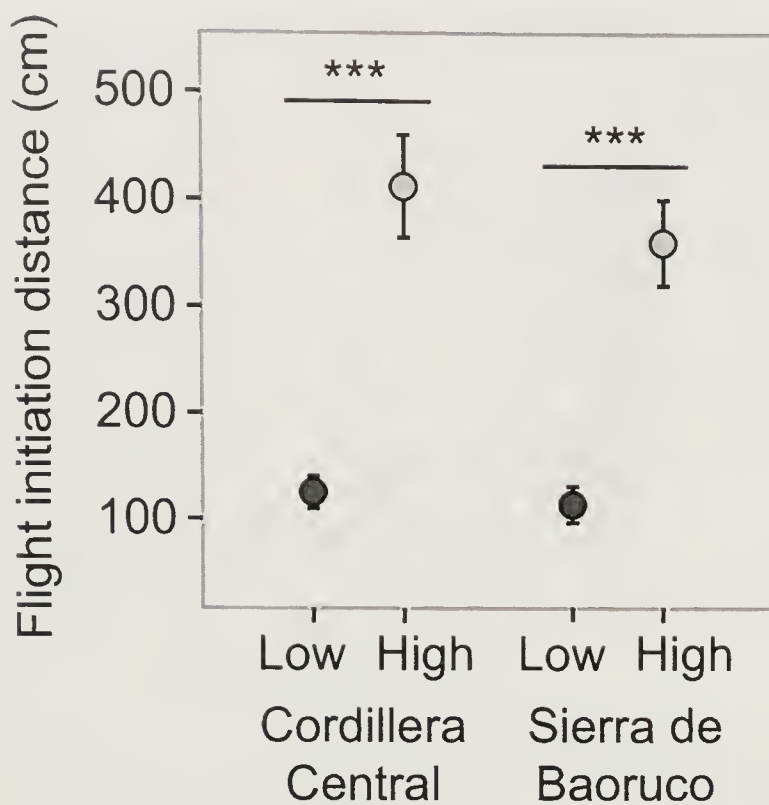 Flight initiation distance (cm)
500
400
300
200
100
***
***
Low High Low High
Cordillera Sierra de
Central Baoruco